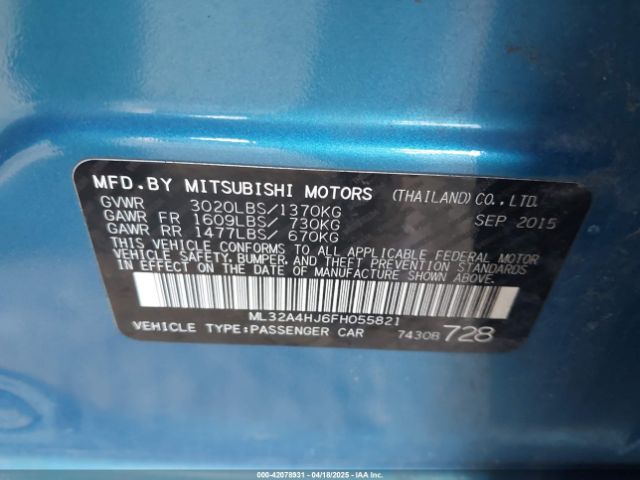 MFD.BY MITSUBISHI MOTORS (THAILAND)CO.,LTD.
GVWR 3020LBS/1370KG SEP 2015
GAWR FR 1609LBS/ 730KG
GAWR RR 1477LBS/ 670KG
THIS VEHICLE CONFORMS TO ALL APPLICABLE FEDERAL MOTOR
VEHICLE SAFETY, BUMPER, AND THEFT PREVENTION STANDARDS
IN EFFECT ON THE DATE OF MANUFACTURE SHOWN ABOVE.
ML32A4HJ6FH055821
VEHICLE TYPE:PASSENGER CAR 7430B 728
000-42078931 - 04/18/2025 - IAAI.COM